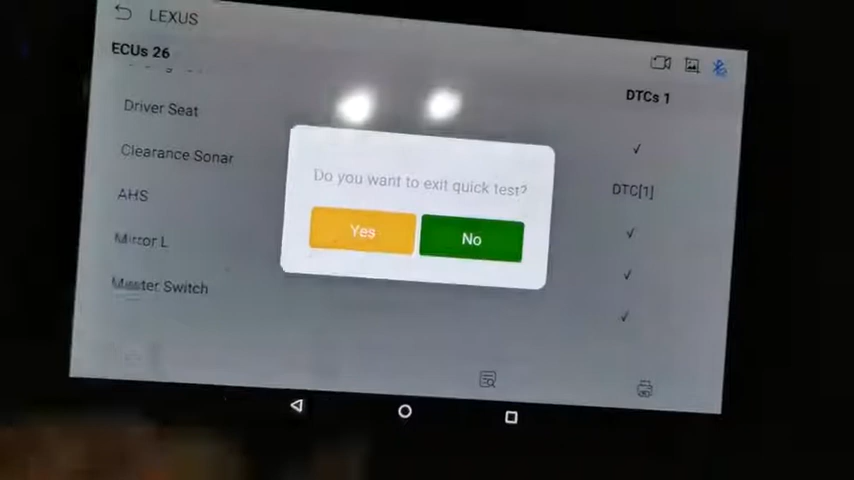 LEXUS
ECUs 26
DTCs 1
Driver Seat
Clearance Sonar
DTC[1]
AHS
Mirror L
Master Switch
Do you want to exit quick test?
Yes
No